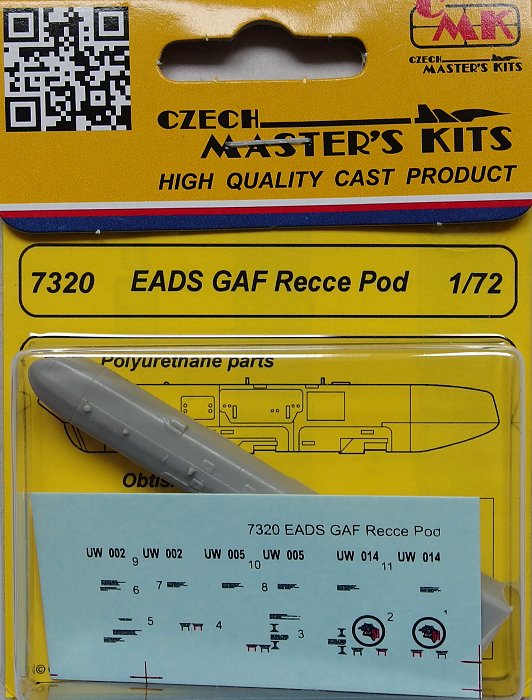 CMK
CZECH
MASTER'S KITS
CZECH
MASTER'S KITS
HIGH QUALITY CAST PRODUCT
7320 EADS GAF Recce Pod 1/72
Polyurethane parts
7320 EADS GAF Recce Pod
UW 002 9 UW 002 UW 005 10 UW 005 UW 014 11 UW 014
6 7 8
5 4 3 2 1
©